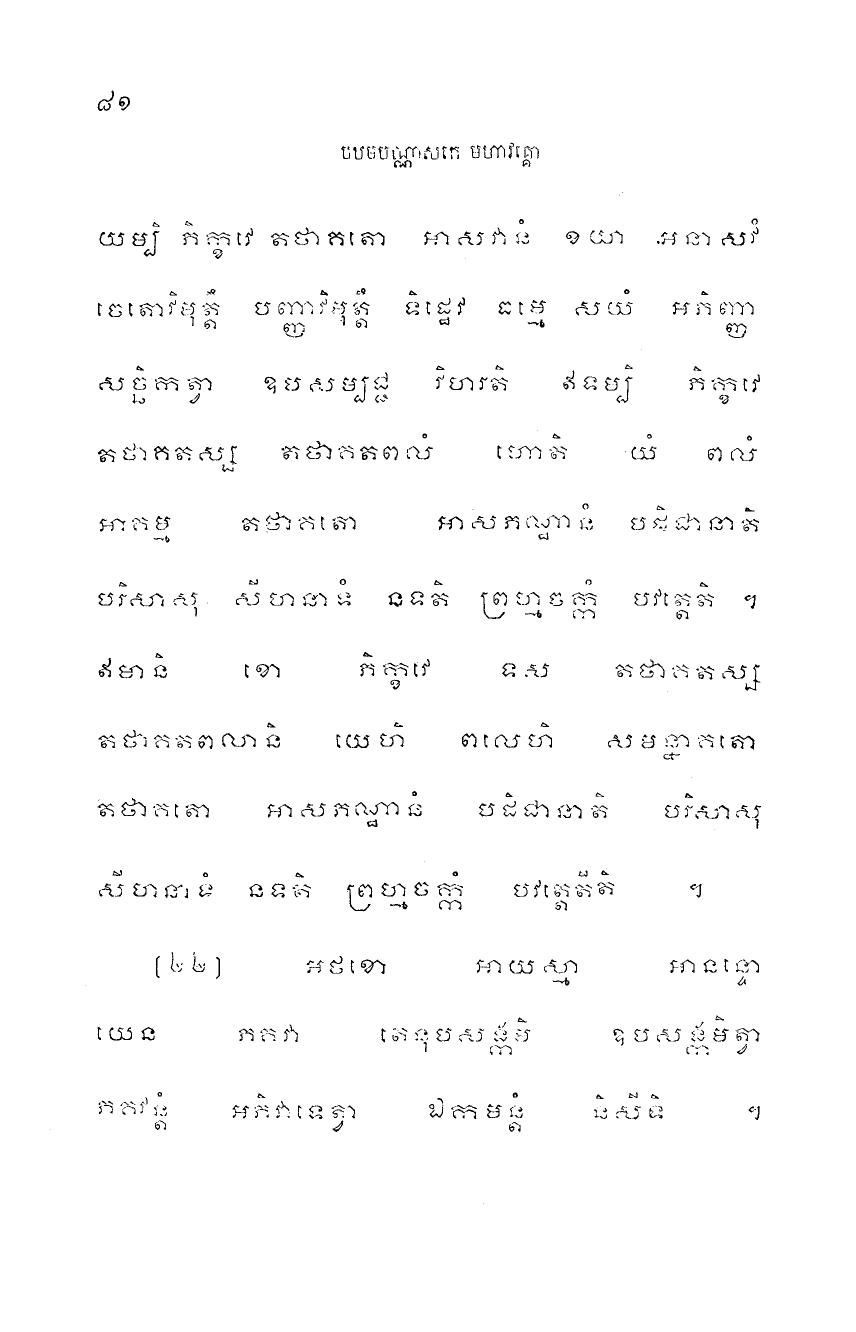 ៨១
បឋមបណ្ណាសកេ មហាវគ្គោ
យម្បិ ភិក្ខវេ តថាគតោ អាសវានំ ខយា អនាសវំ
ចេតោវិមុត្តឹ បញ្ញាវិមុត្តឹ ទិដ្ឋេវ ធម្មេ សយំ អភិញ្ញា
សច្ឆិកត្វា ឧបសម្បជ្ជ វិហរតិ ឥទម្បិ ភិក្ខវេ
តថាគតស្ស តថាគតពលំ ហោតិ យំ ពលំ
អាគម្ម តថាគតោ អាសភណ្ឋានំ បដិជានាតិ
បរិសាសុ សីហនាទំ នទតិ ព្រហ្មចក្កំ បវត្តេតិ ។
ឥមានិ ខោ ភិក្ខវេ ទស តថាគតស្ស
តថាគតពលានិ យេហិ ពលេហិ សមន្នាគតោ
តថាគតោ អាសភណ្ឋានំ បដិជានាតិ បរិសាសុ
សីហនាទំ នទតិ ព្រហ្មចក្កំ បវត្តេតីតិ ។
[២២] អថខោ អាយស្មា អានន្ទោ
យេន ភគវា តេនុបសង្កមិ ឧបសង្កមិត្វា
ភគវន្តំ អភិវាទេត្វា ឯកមន្តំ និសីទិ ។